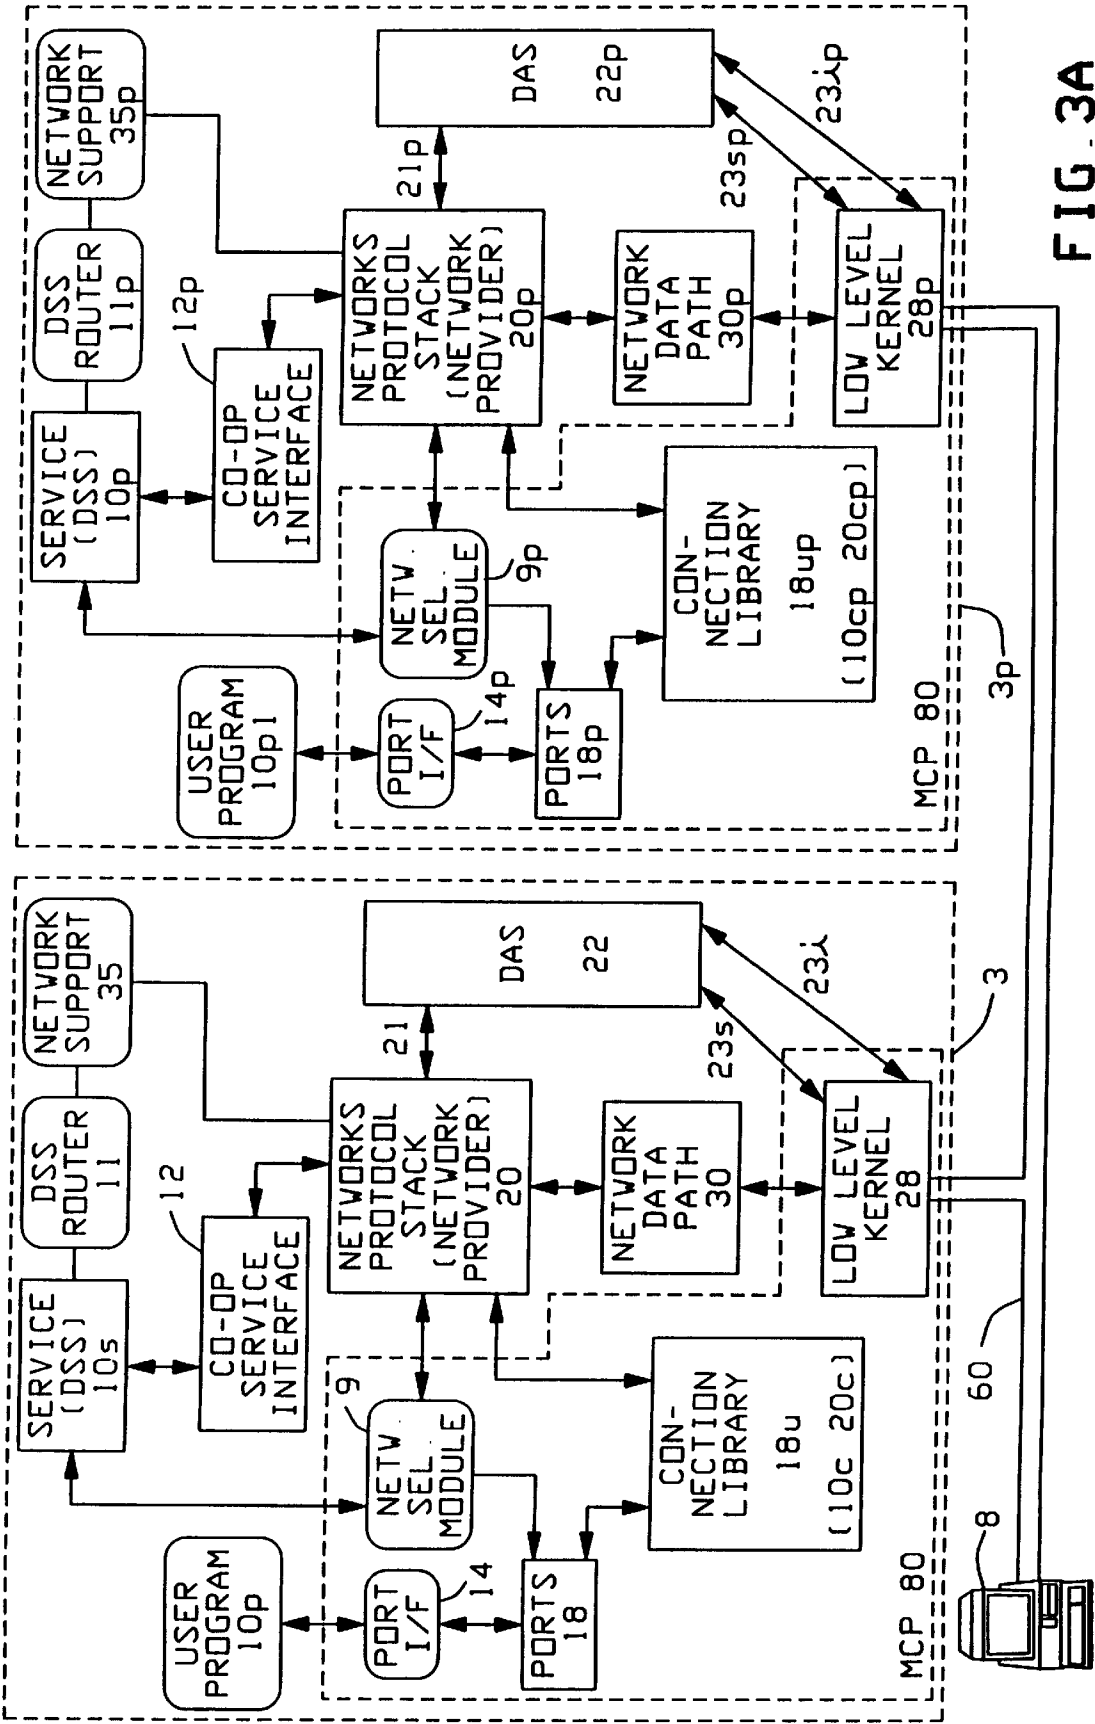 USER
PROGRAM
10p
SERVICE
(DSS)
10s
DSS
ROUTER
11
NETWORK
SUPPORT
35
12
CO-OP
SERVICE
INTERFACE
9
NETW
SEL.
MODULE
PORT
I/F
14
PORTS
18
NETWORKS
PROTOCOL
STACK
(NETWORK
PROVIDER)
20
21
DAS
22
NETWORK
DATA
PATH
30
23s
23i
CON-
NECTION
LIBRARY
18u
(10c 20c)
LOW LEVEL
KERNEL
28
MCP 80
3
8
60
USER
PROGRAM
10p1
SERVICE
(DSS)
10p
DSS
ROUTER
11p
NETWORK
SUPPORT
35p
12p
CO-OP
SERVICE
INTERFACE
NETW.
SEL.
MODULE
9p
PORT
I/F
14p
PORTS
18p
NETWORKS
PROTOCOL
STACK
(NETWORK
PROVIDER)
20p
21p
DAS
22p
NETWORK
DATA
PATH
30p
23sp
23ip
CON-
NECTION
LIBRARY
18up
(10cp 20cp)
LOW LEVEL
KERNEL
28p
MCP 80
3p
FIG. 3A